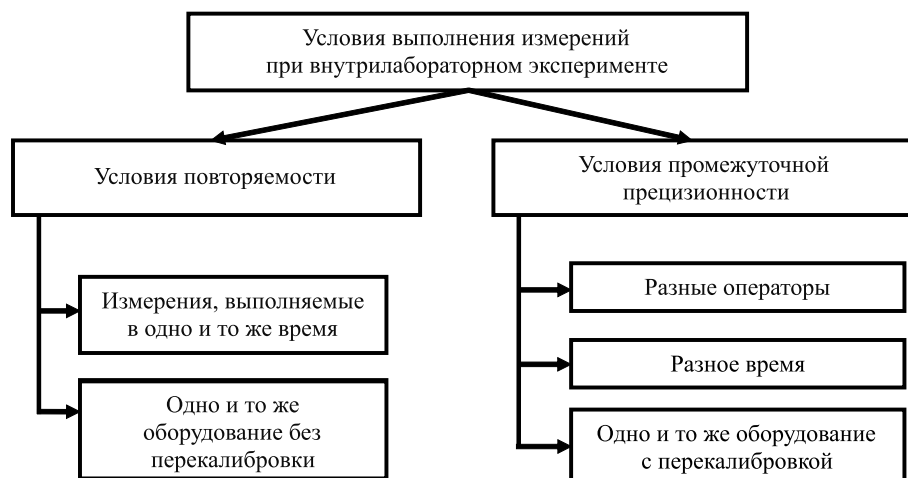 Условия выполнения измерений
при внутрилабораторном эксперименте
Условия повторяемости
Условия промежуточной
прецизионности
Измерения, выполняемые
в одно и то же время
Одно и то же
оборудование без
перекалибровки
Разные операторы
Разное время
Одно и то же оборудование
с перекалибровкой